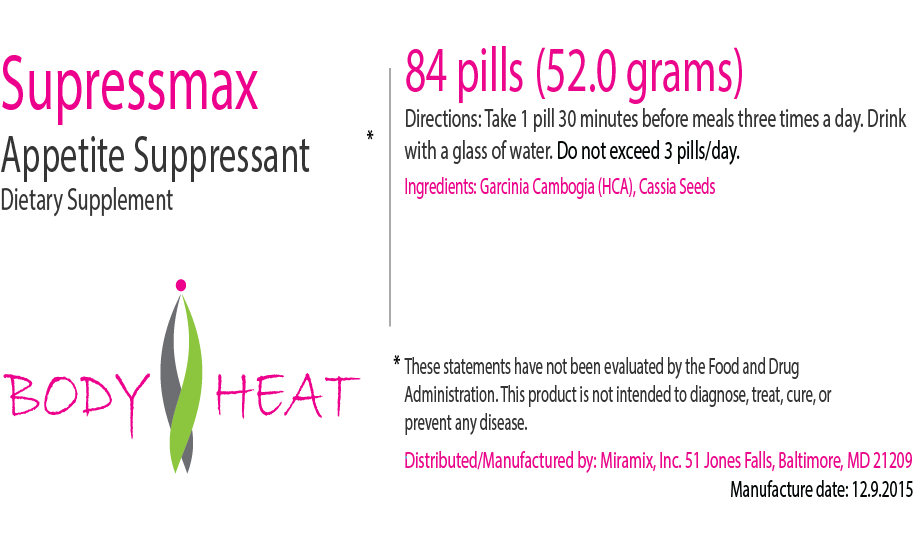 Supressmax
Appetite Suppressant *
Dietary Supplement
BODY HEAT
84 pills (52.0 grams)
Directions: Take 1 pill 30 minutes before meals three times a day. Drink
with a glass of water. Do not exceed 3 pills/day.
Ingredients: Garcinia Cambogia (HCA), Cassia Seeds
* These statements have not been evaluated by the Food and Drug
Administration. This product is not intended to diagnose, treat, cure, or
prevent any disease.
Distributed/Manufactured by: Miramix, Inc. 51 Jones Falls, Baltimore, MD 21209
Manufacture date: 12.9.2015